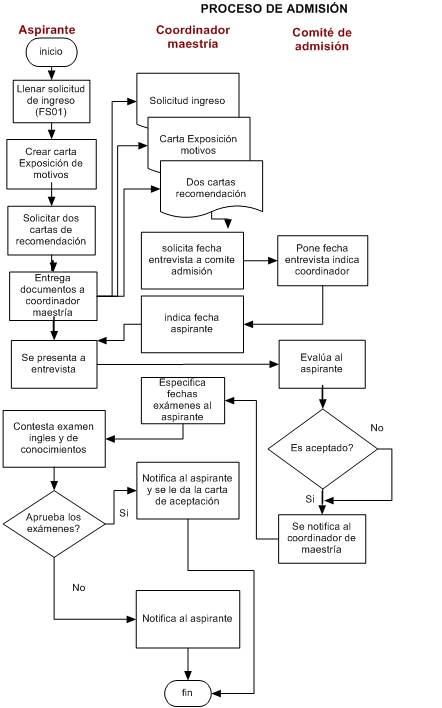 PROCESO DE ADMISIÓN
Aspirante
Coordinador
maestría
Comité de
admisión
inicio
Llenar solicitud
de ingreso
(FS01)
Solicitud ingreso
Crear carta
Exposición de
motivos
Carta Exposición
motivos
Dos cartas
recomendación
Solicitar dos
cartas de
recomendación
solicita fecha
entrevista a comite
admisión
Pone fecha
entrevista indica
coordinador
Entrega
documentos a
coordinador
maestría
indica fecha
aspirante
Se presenta a
entrevista
Evalúa al
aspirante
Especifica
fechas
exámenes al
aspirante
Contesta examen
ingles y de
conocimientos
No
Es aceptado?
Si
Notifica al aspirante
y se le da la carta
de aceptación
Aprueba los
exámenes?
Si
Se notifica al
coordinador de
maestría
No
Notifica al aspirante
fin